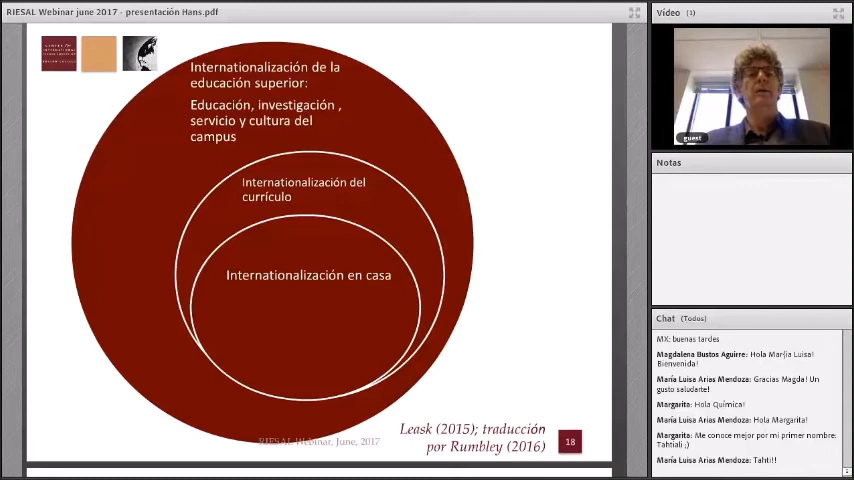 RIESAL Webinar june 2017 - presentación Hans.pdf
Internacionalización de la
educación superior:
Educación, investigación ,
servicio y cultura del
campus
Internationalización del
currículo
Internationalización en casa
Leask (2015); traducción
por Rumbley (2016)
RIESAL Webinar, June, 2017
18
Vídeo (1)
guest
Notas
Chat (Todos)
MX: buenas tardes
Magdalena Bustos Aguirre: Hola María Luisa!
Bienvenida!
María Luisa Arias Mendoza: Gracias Magda! Un
gusto saludarte!
Margarita: Hola Química!
María Luisa Arias Mendoza: Hola Margarita!
Margarita: Me conoce mejor por mi primer nombre:
Tahtiali ;)
María Luisa Arias Mendoza: Tahti!!